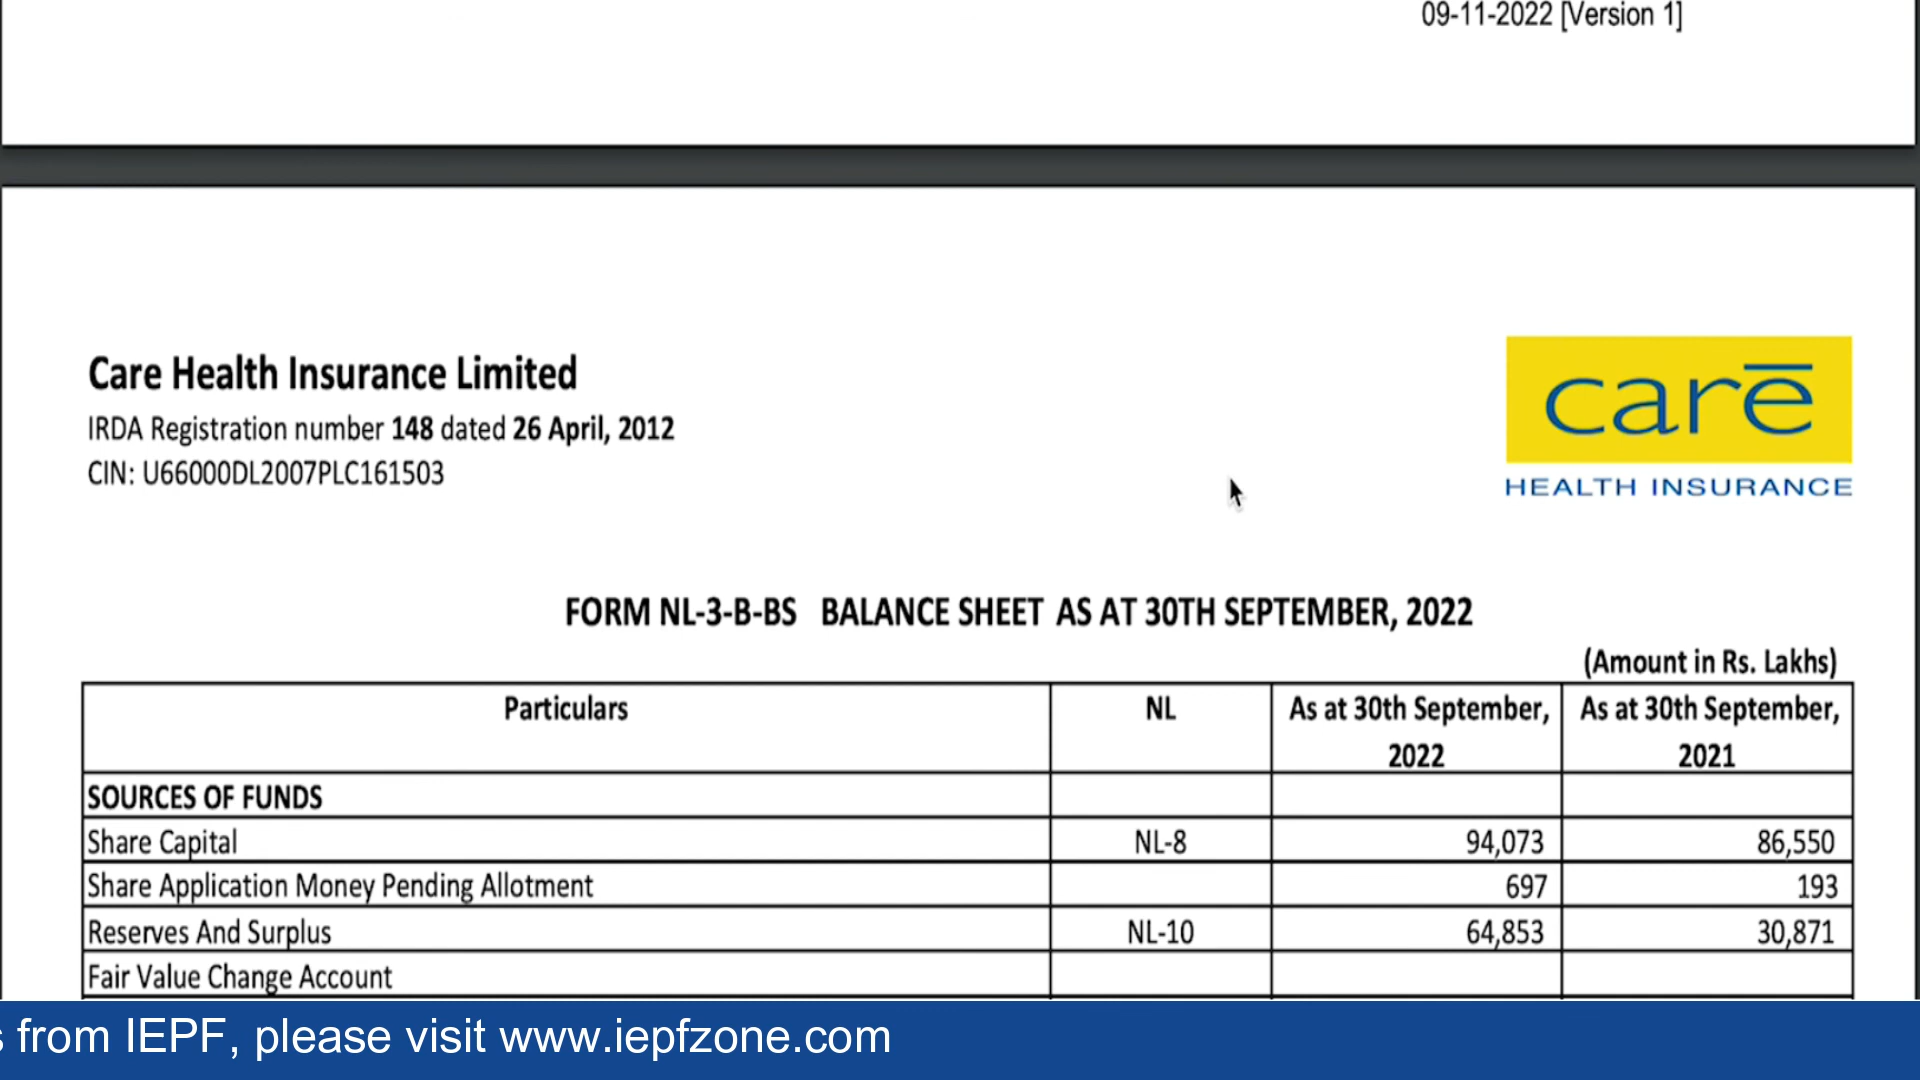 09-11-2022 [Version 1]
Care Health Insurance Limited
IRDA Registration number 148 dated 26 April, 2012
CIN: U66000DL2007PLC161503
carē
HEALTH INSURANCE
FORM NL-3-B-BS BALANCE SHEET AS AT 30TH SEPTEMBER, 2022
(Amount in Rs. Lakhs)
Particulars NL As at 30th September, 2022 As at 30th September, 2021
SOURCES OF FUNDS
Share Capital NL-8 94,073 86,550
Share Application Money Pending Allotment 697 193
Reserves And Surplus NL-10 64,853 30,871
Fair Value Change Account
from IEPF, please visit www.iepfzone.com